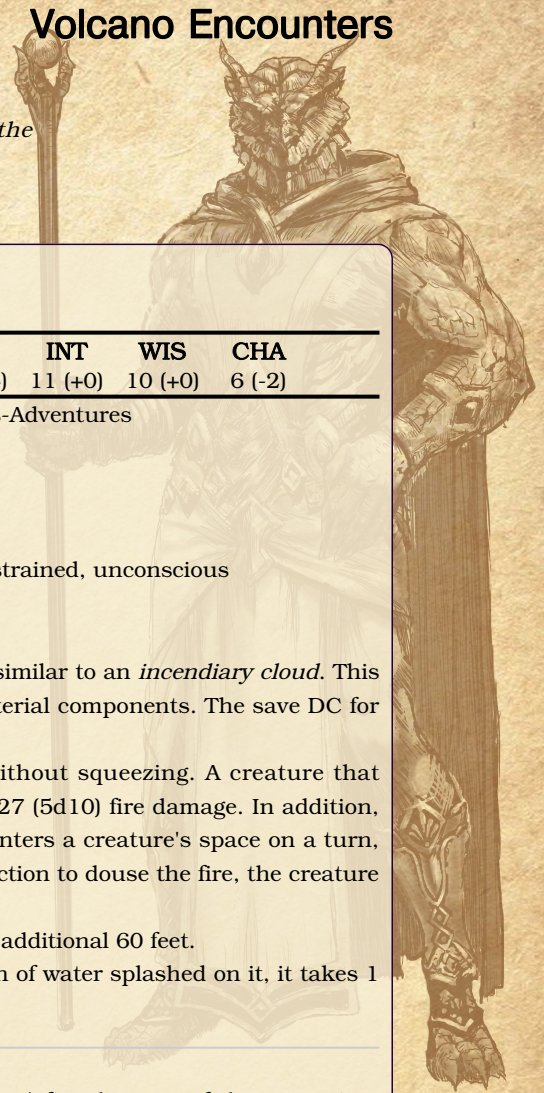 Volcano Encounters
the
INT WIS CHA
) 11 (+0) 10 (+0) 6 (-2)
-Adventures
strained, unconscious
similar to an incendiary cloud. This
terial components. The save DC for
ithout squeezing. A creature that
27 (5d10) fire damage. In addition,
nters a creature's space on a turn,
ction to douse the fire, the creature
additional 60 feet.
n of water splashed on it, it takes 1